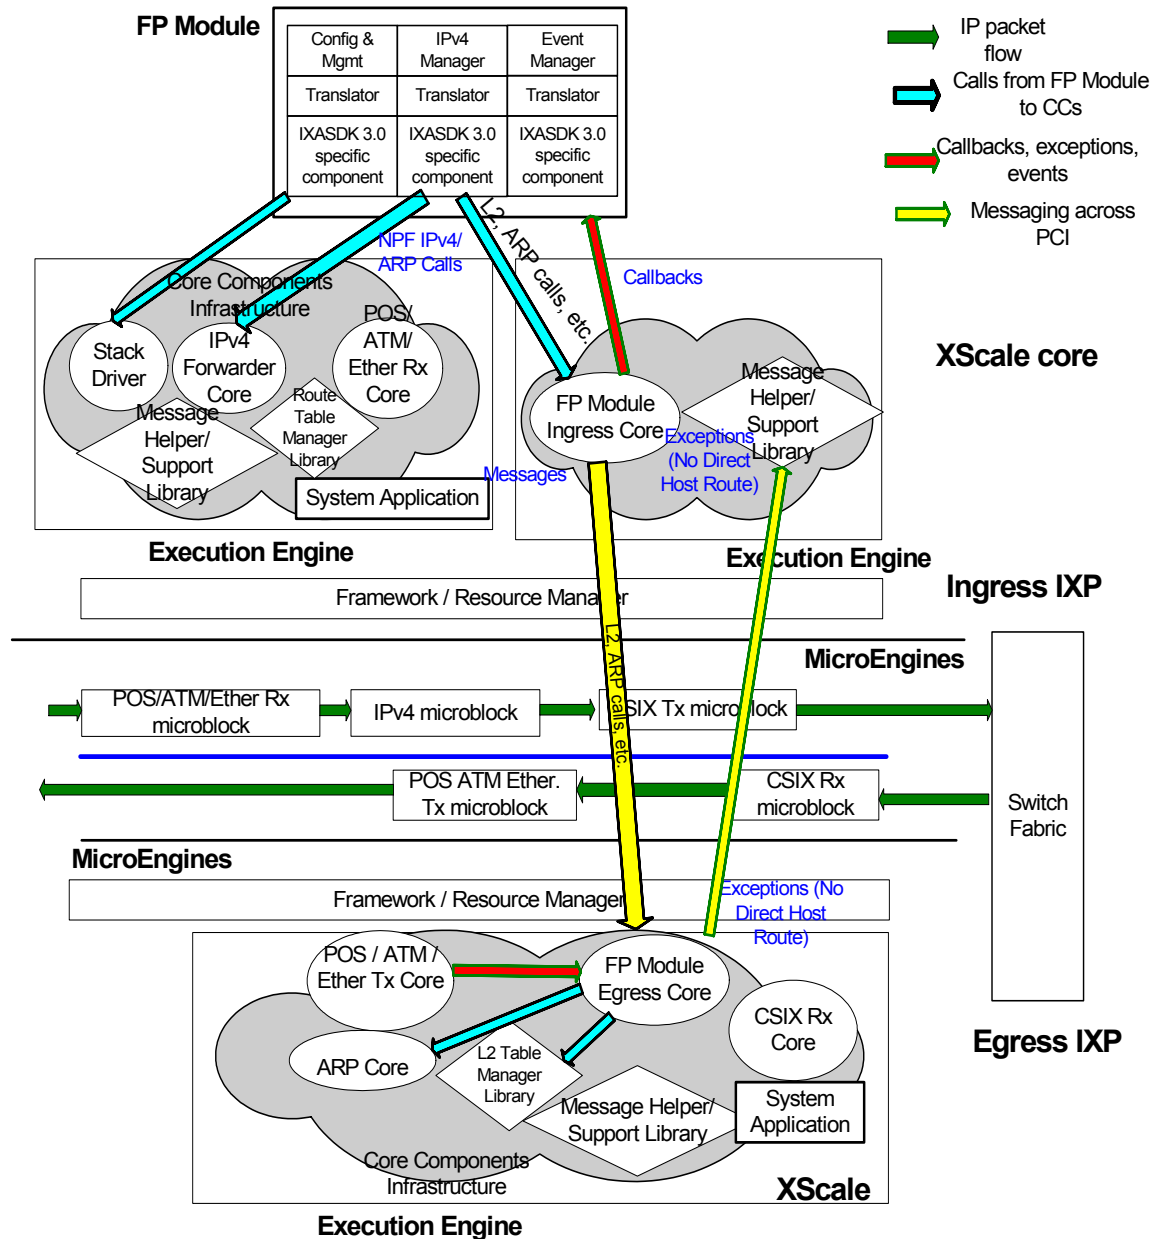 FP Module
Config &
Mgmt
IPv4
Manager
Event
Manager
Translator
Translator
Translator
IXASDK 3.0
specific
component
IXASDK 3.0
specific
component
IXASDK 3.0
specific
component
IP packet
flow
Calls from FP Module
to CCs
Callbacks, exceptions,
events
Messaging across
PCI
NPF IPv4/
ARP Calls
L2, ARP calls, etc.
Callbacks
Core Components
Infrastructure
Stack
Driver
IPv4
Forwarder
Core
POS/
ATM/
Ether Rx
Core
Message
Helper/
Support
Library
Route
Table
Manager
Library
System Application
Execution Engine
FP Module
Ingress Core
Message
Helper/
Support
Library
Exceptions
(No Direct
Host Route)
Messages
Execution Engine
XScale core
Framework / Resource Manager
Ingress IXP
MicroEngines
POS/ATM/Ether Rx
microblock
IPv4 microblock
SIX Tx microblock
L2, ARP calls, etc.
POS ATM Ether.
Tx microblock
CSIX Rx
microblock
Switch
Fabric
MicroEngines
Framework / Resource Manager
Exceptions (No
Direct Host
Route)
POS / ATM /
Ether Tx Core
FP Module
Egress Core
CSIX Rx
Core
ARP Core
L2 Table
Manager
Library
Message Helper/
Support Library
System
Application
Core Components
Infrastructure
XScale
Execution Engine
Egress IXP